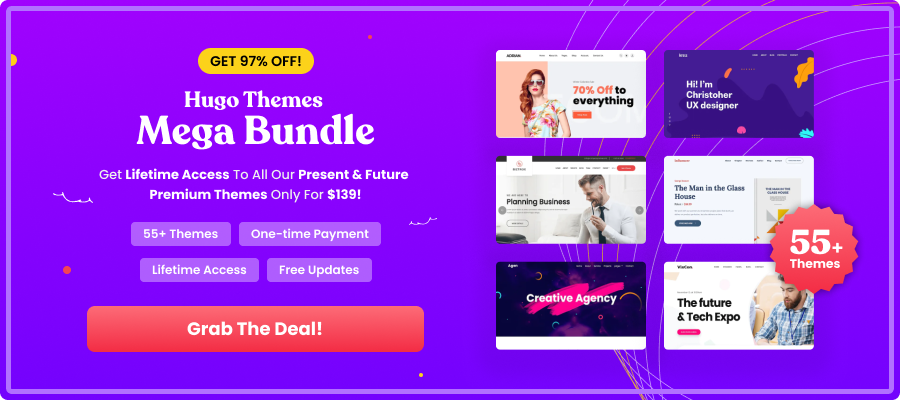 GET 97% OFF!
Hugo Themes
Mega Bundle
Get Lifetime Access To All Our Present & Future
Premium Themes Only For $139!
55+ Themes
One-time Payment
Lifetime Access
Free Updates
Grab The Deal!
70% Off to
everything
Hi! I'm
Christoher
UX designer
Planning Business
The Man in the Glass
House
Creative Agency
The future
& Tech Expo
55+
Themes